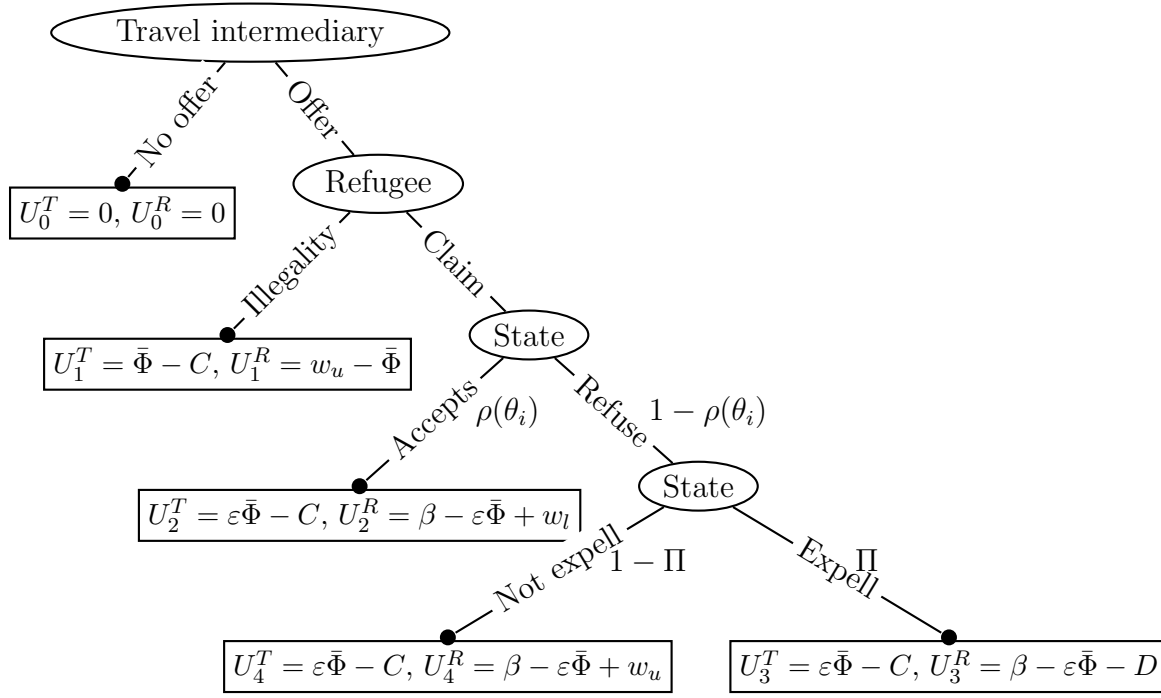 Travel intermediary
No offer
Offer
Refugee
U_0^T = 0, U_0^R = 0
Illegality
Claim
State
U_1^T = Φ̄ − C, U_1^R = w_u − Φ̄
Accepts
ρ(θ_i)
Refuse
1 − ρ(θ_i)
State
U_2^T = εΦ̄ − C, U_2^R = β − εΦ̄ + w_l
Not expell
1 − Π
Expell
Π
U_4^T = εΦ̄ − C, U_4^R = β − εΦ̄ + w_u
U_3^T = εΦ̄ − C, U_3^R = β − εΦ̄ − D